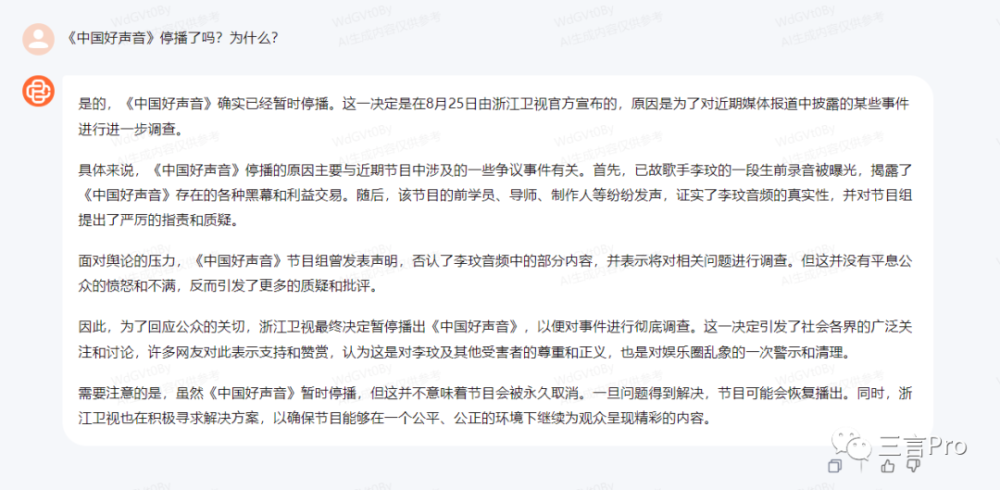 《中国好声音》停播了吗？为什么？
是的，《中国好声音》确实已经暂时停播。这一决定是在8月25日由浙江卫视官方宣布的，原因是为了对近期媒体报道中披露的某些事件
进行进一步调查。
具体来说，《中国好声音》停播的原因主要与近期节目中涉及的一些争议事件有关。首先，已故歌手李玟的一段生前录音被曝光，揭露了
《中国好声音》存在的各种黑幕和利益交易。随后，该节目的前学员、导师、制作人等纷纷发声，证实了李玟音频的真实性，并对节目组
提出了严厉的指责和质疑。
面对舆论的压力，《中国好声音》节目组曾发表声明，否认了李玟音频中的部分内容，并表示将对相关问题进行调查。但这并没有平息公
众的愤怒和不满，反而引发了更多的质疑和批评。
因此，为了回应公众的关切，浙江卫视最终决定暂停播出《中国好声音》，以便对事件进行彻底调查。这一决定引发了社会各界的广泛关
注和讨论，许多网友对此表示支持和赞赏，认为这是对李玟及其他受害者的尊重和正义，也是对娱乐圈乱象的一次警示和清理。
需要注意的是，虽然《中国好声音》暂时停播，但这并不意味着节目会被永久取消。一旦问题得到解决，节目可能会恢复播出。同时，浙
江卫视也在积极寻求解决方案，以确保节目能够在一个公平、公正的环境下继续为观众呈现精彩的内容。
三言Pro
WdGVt0By
AI生成内容仅供参考